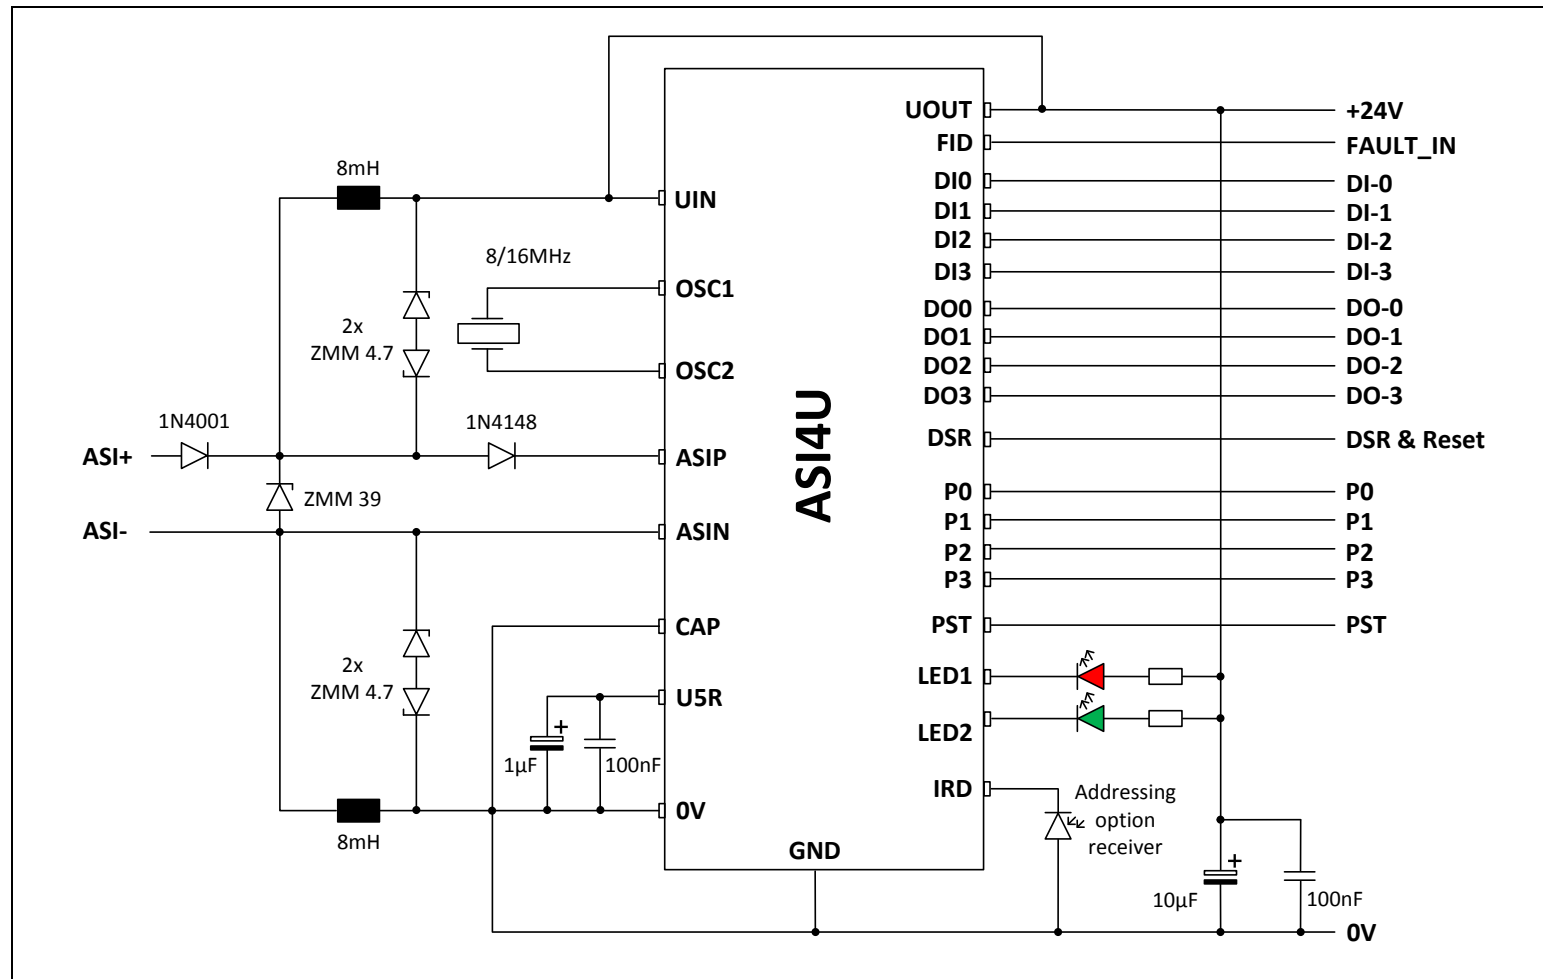 8mH
8/16MHz
2x
ZMM 4.7
1N4001
1N4148
ASI+
ZMM 39
ASI-
2x
ZMM 4.7
+
1µF
100nF
8mH
UIN
OSC1
OSC2
ASIP
ASIN
CAP
U5R
0V
ASI4U
GND
UOUT
FID
DI0
DI1
DI2
DI3
DO0
DO1
DO2
DO3
DSR
P0
P1
P2
P3
PST
LED1
LED2
IRD
Addressing
option
receiver
+
10µF
100nF
+24V
FAULT_IN
DI-0
DI-1
DI-2
DI-3
DO-0
DO-1
DO-2
DO-3
DSR & Reset
P0
P1
P2
P3
PST
0V